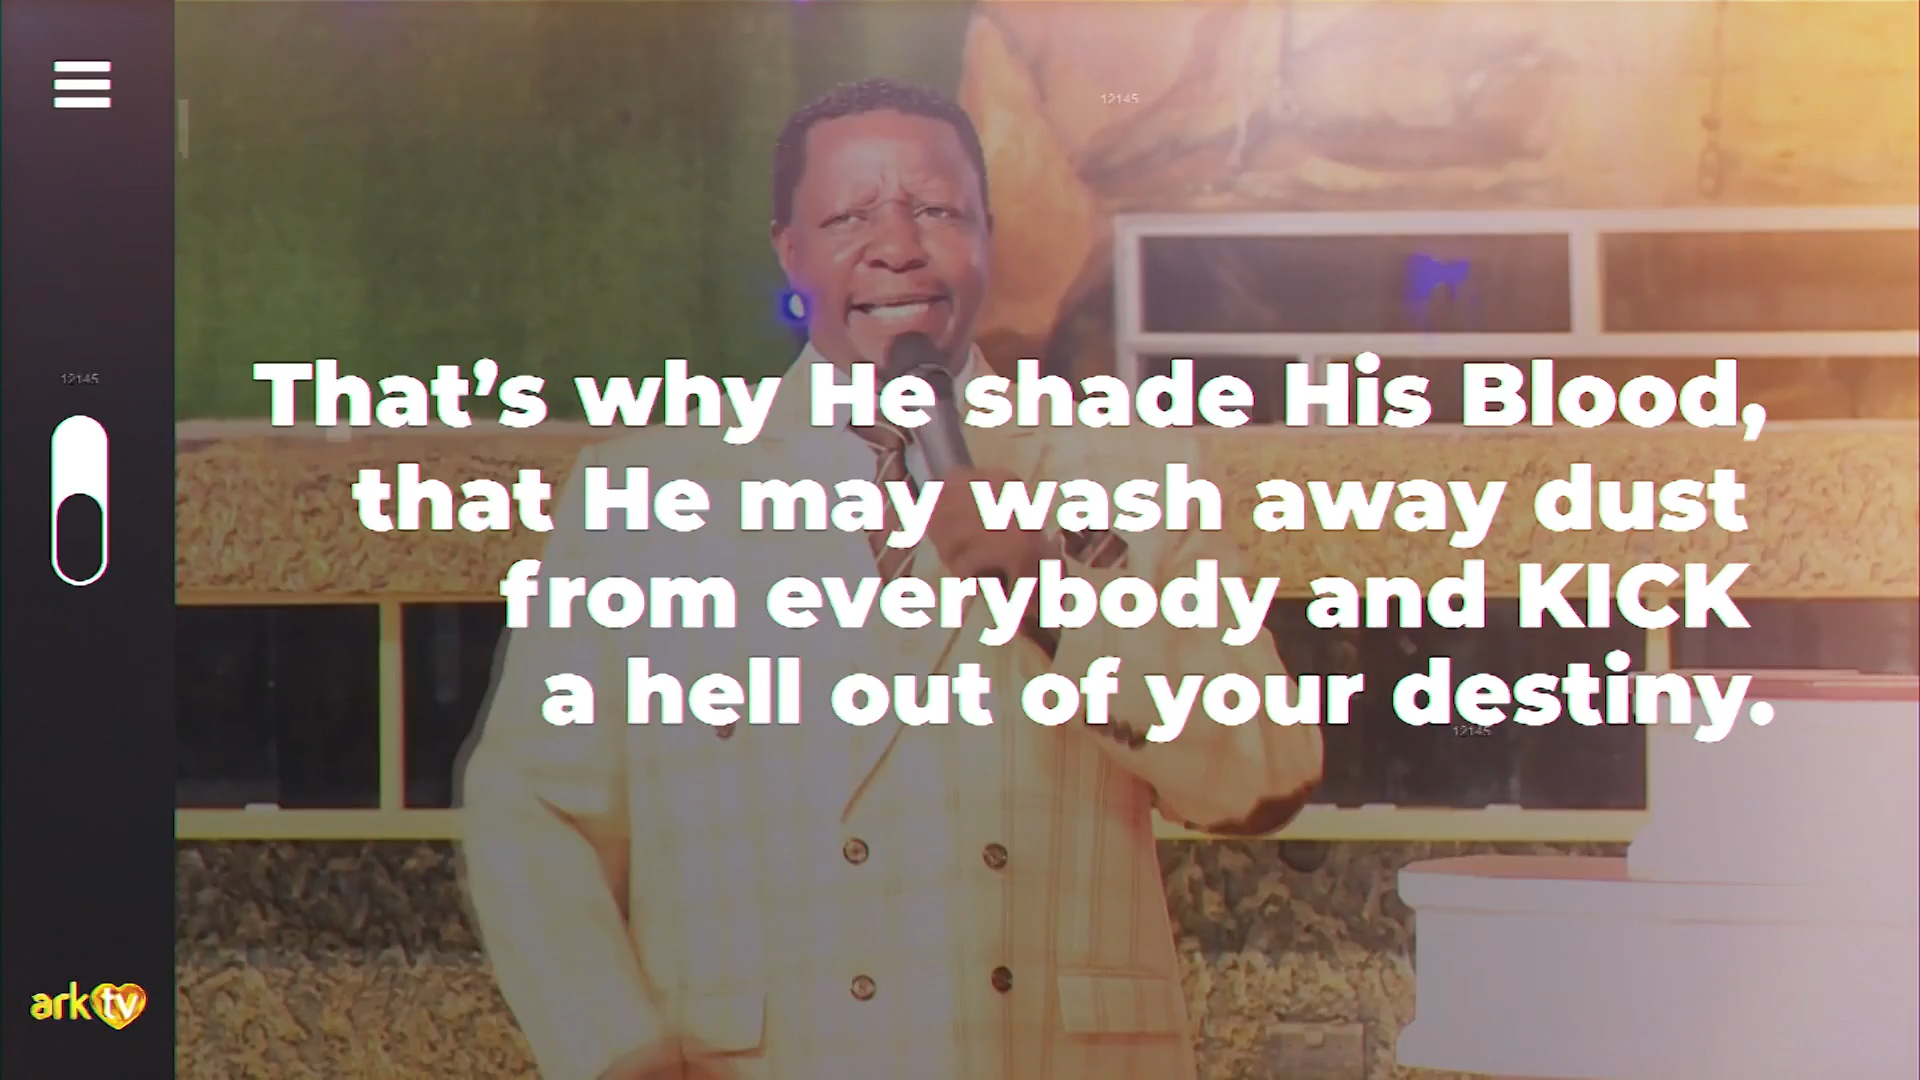 12145
12145
That's why He shade His Blood,
that He may wash away dust
from everybody and KICK
a hell out of your destiny.
12145
ark tv